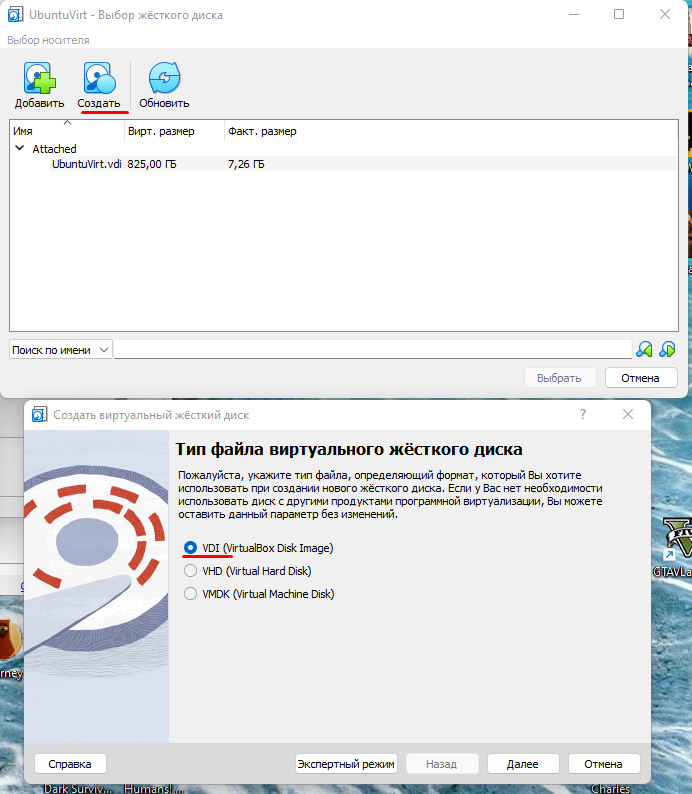 UbuntuVirt - Выбор жёсткого диска
Выбор носителя
Добавить Создать Обновить
Имя Вирт. размер Факт. размер
Attached
UbuntuVirt.vdi 825,00 ГБ 7,26 ГБ
Поиск по имени
Выбрать Отмена
Создать виртуальный жёсткий диск
Тип файла виртуального жёсткого диска
Пожалуйста, укажите тип файла, определяющий формат, который Вы хотите
использовать при создании нового жёсткого диска. Если у Вас нет необходимости
использовать диск с другими продуктами программной виртуализации, Вы можете
оставить данный параметр без изменений.
VDI (VirtualBox Disk Image)
VHD (Virtual Hard Disk)
VMDK (Virtual Machine Disk)
GTAVLa
rney
Справка Экспертный режим Назад Далее Отмена
Dark Surviv... Humans!.... Charles